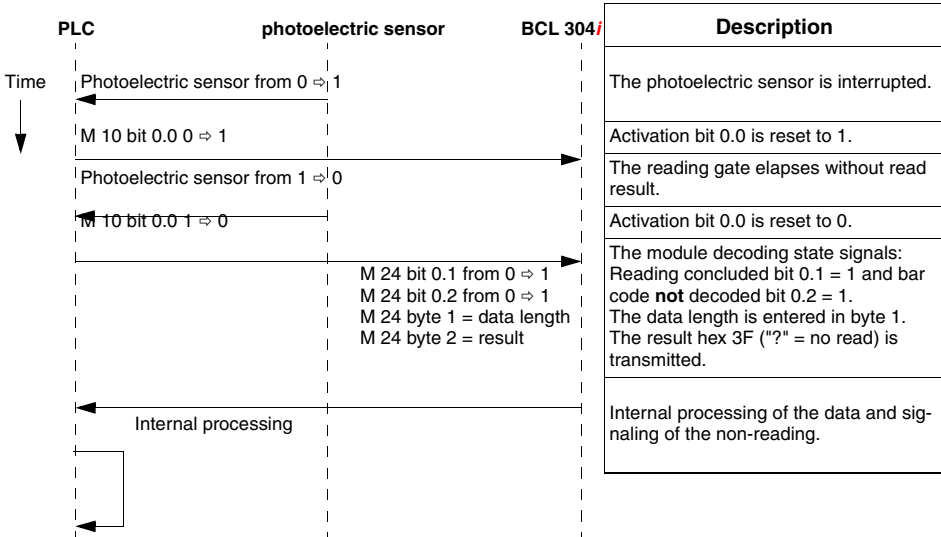 PLC photoelectric sensor BCL 304i
Time
Photoelectric sensor from 0 ⇨ 1
M 10 bit 0.0 0 ⇨ 1
Photoelectric sensor from 1 ⇨ 0
M 10 bit 0.0 1 ⇨ 0
M 24 bit 0.1 from 0 ⇨ 1
M 24 bit 0.2 from 0 ⇨ 1
M 24 byte 1 = data length
M 24 byte 2 = result
Internal processing
Description
The photoelectric sensor is interrupted.
Activation bit 0.0 is reset to 1.
The reading gate elapses without read
result.
Activation bit 0.0 is reset to 0.
The module decoding state signals:
Reading concluded bit 0.1 = 1 and bar
code not decoded bit 0.2 = 1.
The data length is entered in byte 1.
The result hex 3F ("?" = no read) is
transmitted.
Internal processing of the data and sig-
naling of the non-reading.